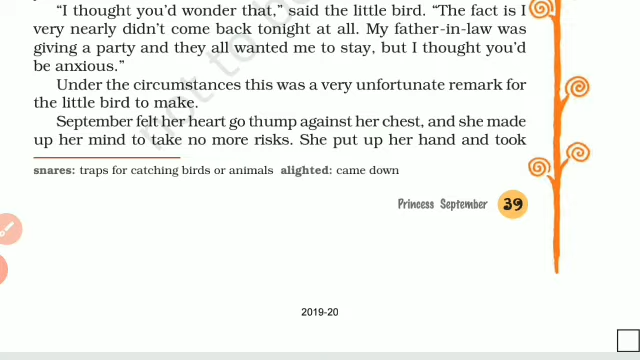 “I thought you’d wonder that,” said the little bird. “The fact is I
very nearly didn’t come back tonight at all. My father-in-law was
giving a party and they all wanted me to stay, but I thought you’d
be anxious.”
Under the circumstances this was a very unfortunate remark for
the little bird to make.
September felt her heart go thump against her chest, and she made
up her mind to take no more risks. She put up her hand and took
snares: traps for catching birds or animals alighted: came down
Princess September 39
2019-20